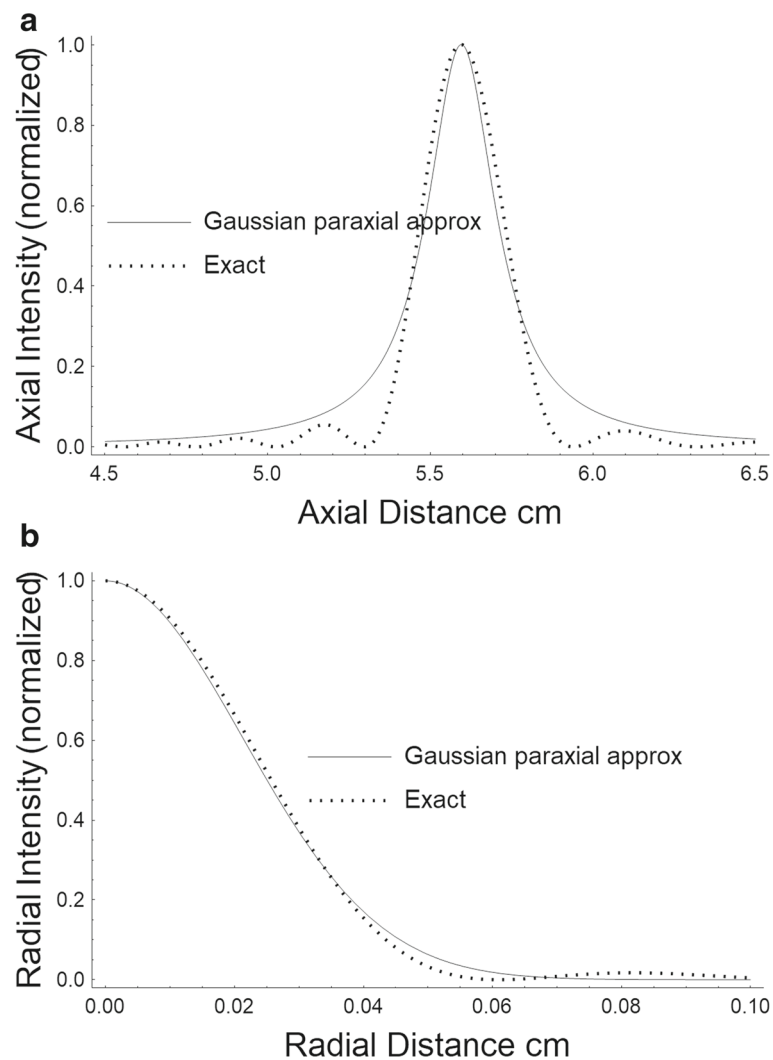 a
Axial Intensity (normalized)
1.0
0.8
0.6
0.4
0.2
0.0
Gaussian paraxial approx
Exact
4.5 5.0 5.5 6.0 6.5
Axial Distance cm
b
Radial Intensity (normalized)
1.0
0.8
0.6
0.4
0.2
0.0
Gaussian paraxial approx
Exact
0.00 0.02 0.04 0.06 0.08 0.10
Radial Distance cm